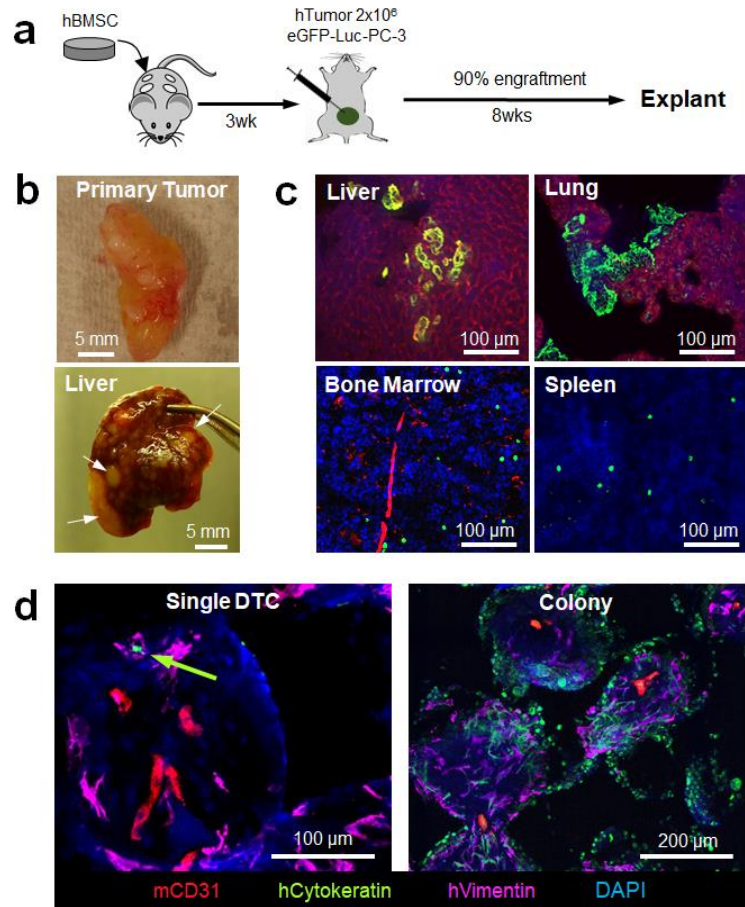 a
hBMSC
3wk
hTumor 2x10⁶
eGFP-Luc-PC-3
90% engraftment
8wks
Explant
b
Primary Tumor
5 mm
Liver
5 mm
c
Liver
100 µm
Lung
100 µm
Bone Marrow
100 µm
Spleen
100 µm
d
Single DTC
100 µm
Colony
200 µm
mCD31 hCytokeratin hVimentin DAPI